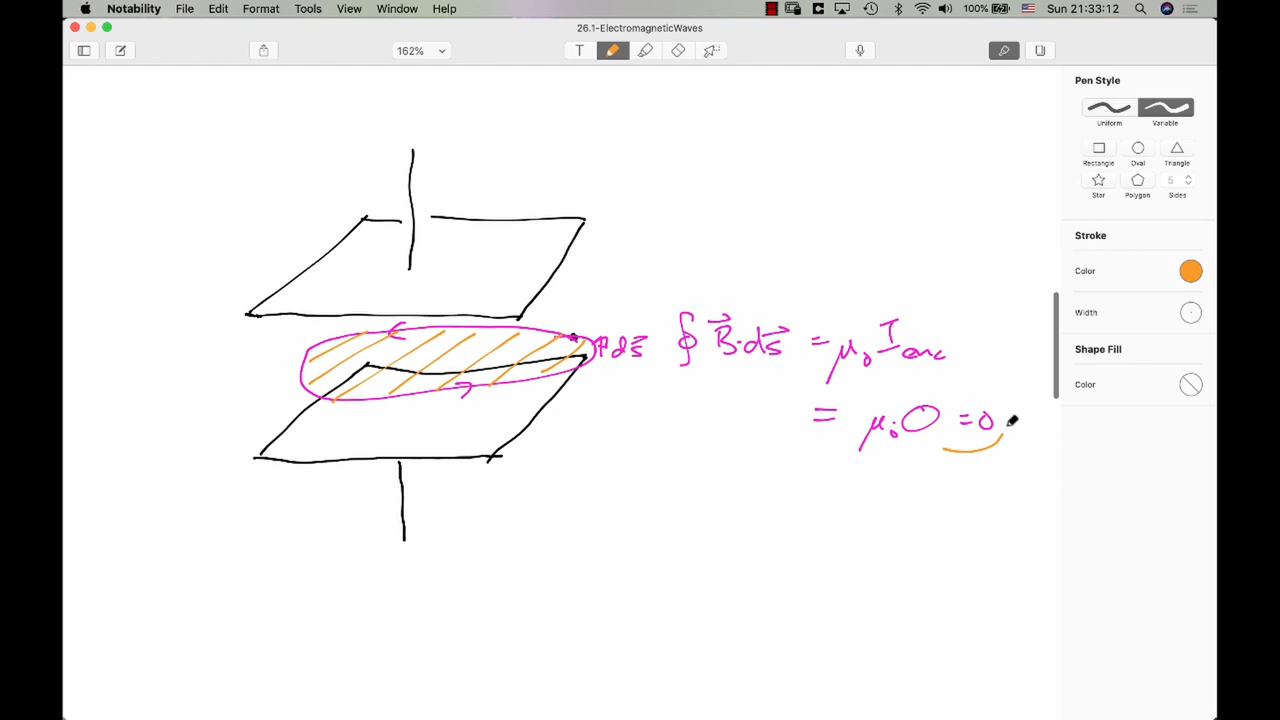 Notability File Edit Format Tools View Window Help 100% Sun 21:33:12
26.1-ElectromagneticWaves
162% T
Pen Style
Uniform Variable
Rectangle Oval Triangle
Star Polygon 5 Sides
Stroke
Color
Width
Shape Fill
Color
ds⃗ ∮ B⃗·ds⃗ = μ₀ I enc
= μ₀ 0 = 0